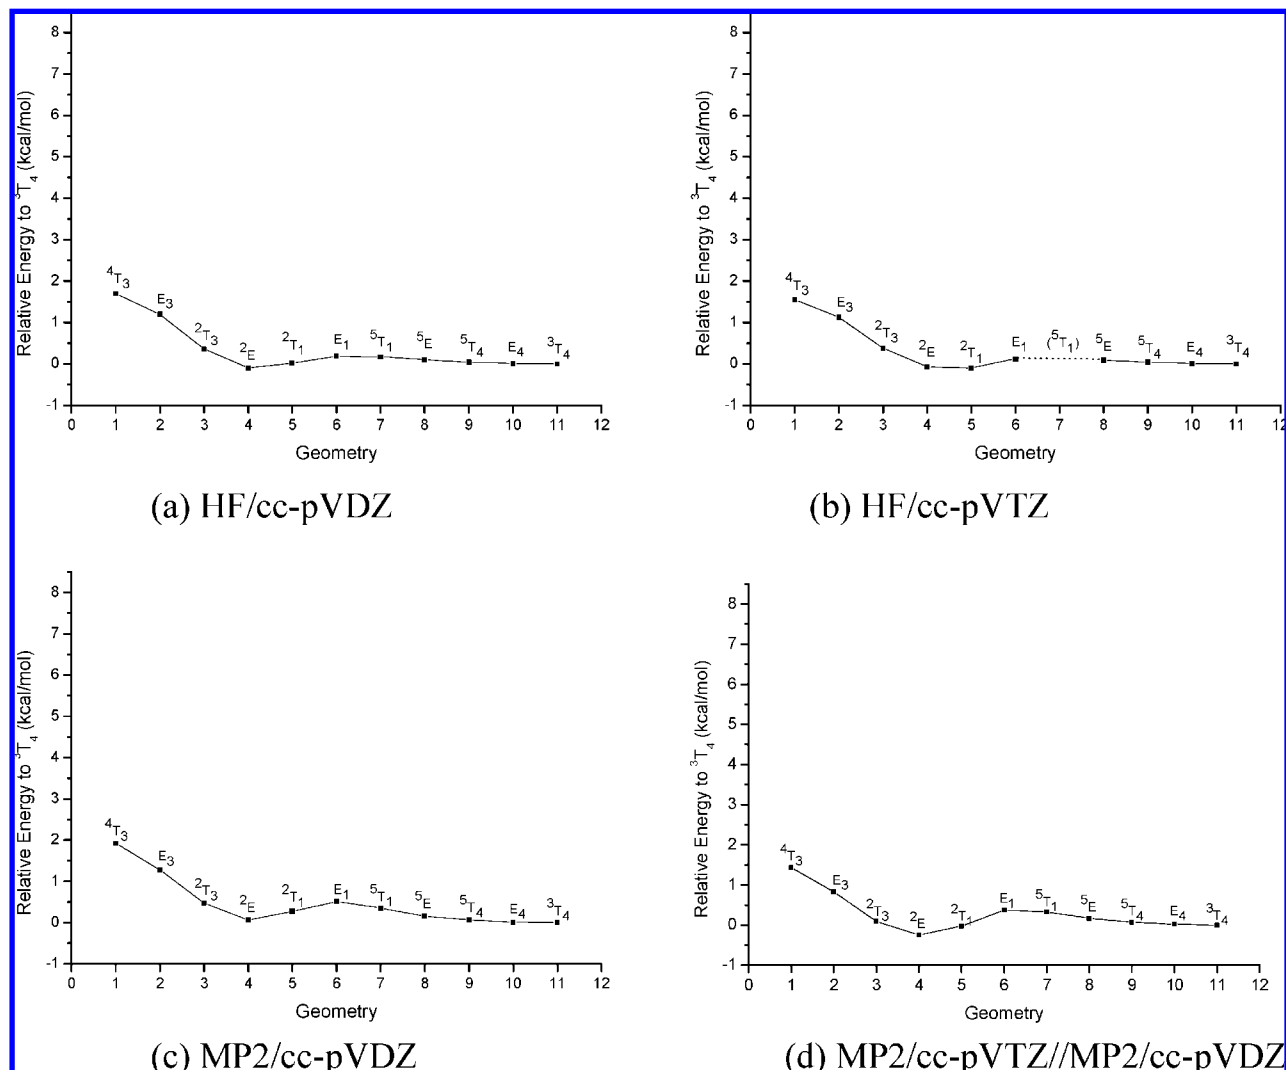 Relative Energy to ³T₄ (kcal/mol)
8
7
6
5
4
3
2
1
0
-1
⁴T₃ E₃ ²T₃ ²E ²T₁ E₁ ⁵T₁ ⁵E ⁵T₄ E₄ ³T₄
0 1 2 3 4 5 6 7 8 9 10 11 12
Geometry
(a) HF/cc-pVDZ
Relative Energy to ³T₄ (kcal/mol)
8
7
6
5
4
3
2
1
0
-1
⁴T₃ E₃ ²T₃ ²E ²T₁ E₁ (⁵T₁) ⁵E ⁵T₄ E₄ ³T₄
0 1 2 3 4 5 6 7 8 9 10 11 12
Geometry
(b) HF/cc-pVTZ
Relative Energy to ³T₄ (kcal/mol)
8
7
6
5
4
3
2
1
0
-1
⁴T₃ E₃ ²T₃ ²E ²T₁ E₁ ⁵T₁ ⁵E ⁵T₄ E₄ ³T₄
0 1 2 3 4 5 6 7 8 9 10 11 12
Geometry
(c) MP2/cc-pVDZ
Relative Energy to ³T₄ (kcal/mol)
8
7
6
5
4
3
2
1
0
-1
⁴T₃ E₃ ²T₃ ²E ²T₁ E₁ ⁵T₁ ⁵E ⁵T₄ E₄ ³T₄
0 1 2 3 4 5 6 7 8 9 10 11 12
Geometry
(d) MP2/cc-pVTZ//MP2/cc-pVDZ